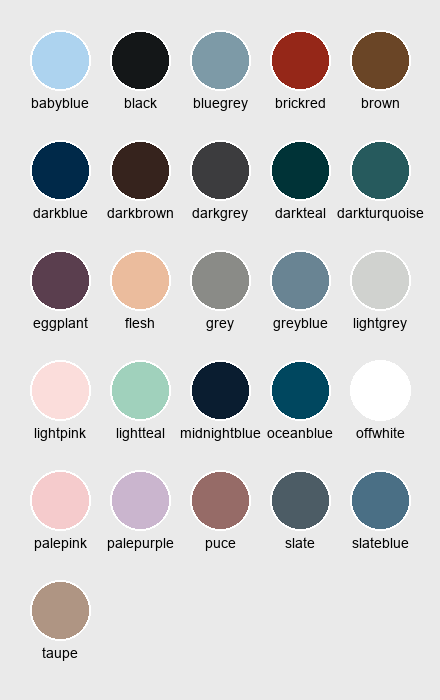 babyblue black bluegrey brickred brown
darkblue darkbrown darkgrey darkteal darkturquoise
eggplant flesh grey greyblue lightgrey
lightpink lightteal midnightblue oceanblue offwhite
palepink palepurple puce slate slateblue
taupe